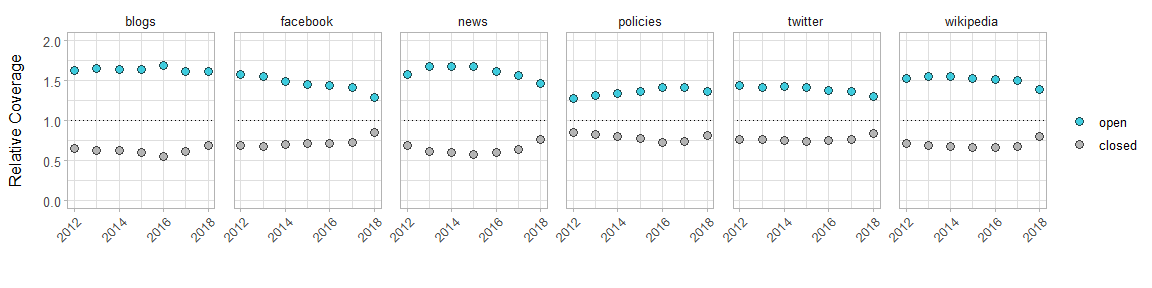 blogs facebook news policies twitter wikipedia
Relative Coverage
2.0
1.5
1.0
0.5
0.0
open
closed
2012 2014 2016 2018 2012 2014 2016 2018 2012 2014 2016 2018 2012 2014 2016 2018 2012 2014 2016 2018 2012 2014 2016 2018